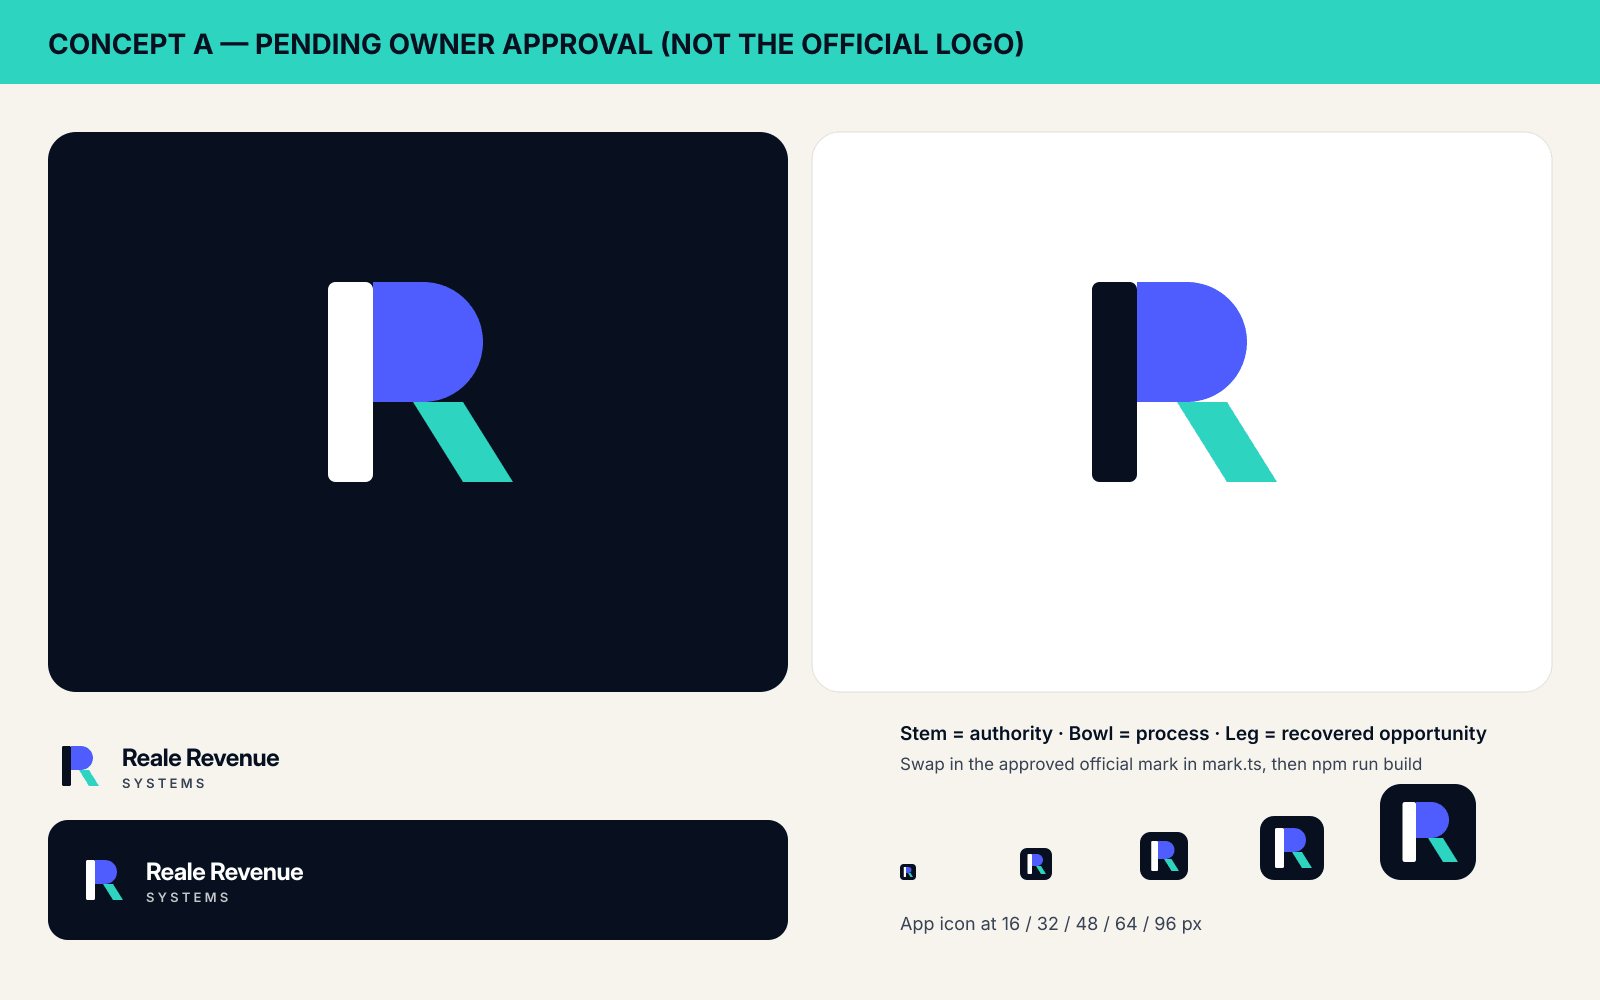 CONCEPT A — PENDING OWNER APPROVAL (NOT THE OFFICIAL LOGO)
R
R
Stem = authority · Bowl = process · Leg = recovered opportunity
Swap in the approved official mark in mark.ts, then npm run build
R Reale Revenue
SYSTEMS
R Reale Revenue
SYSTEMS
R R R R R
App icon at 16 / 32 / 48 / 64 / 96 px